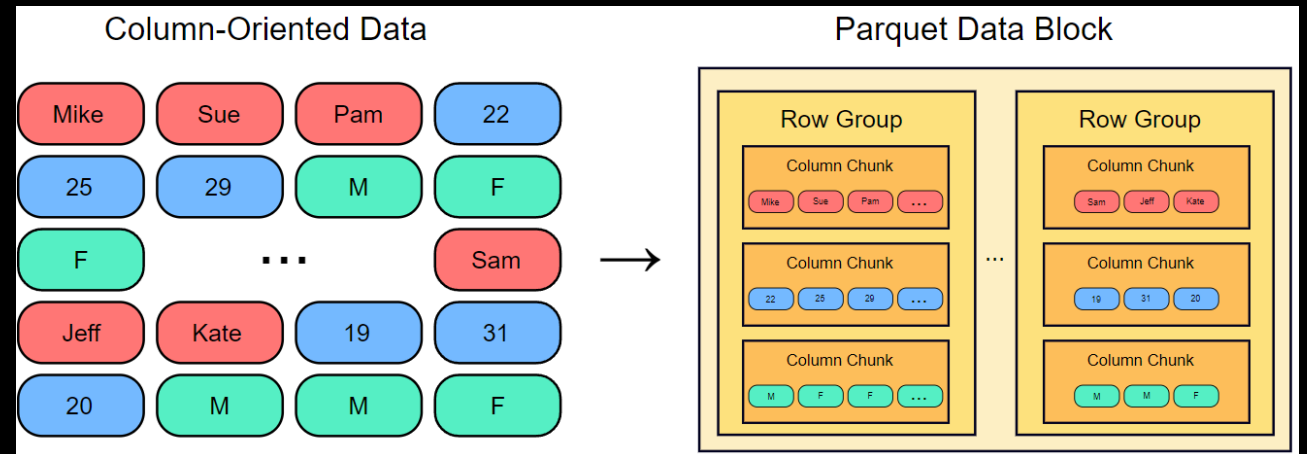 Column-Oriented Data
Mike Sue Pam 22
25 29 M F
F ... Sam
Jeff Kate 19 31
20 M M F
→
Parquet Data Block
Row Group
Column Chunk
Mike Sue Pam ...
Column Chunk
22 25 29 ...
Column Chunk
M F F ...
...
Row Group
Column Chunk
Sam Jeff Kate
Column Chunk
19 31 20
Column Chunk
M M F